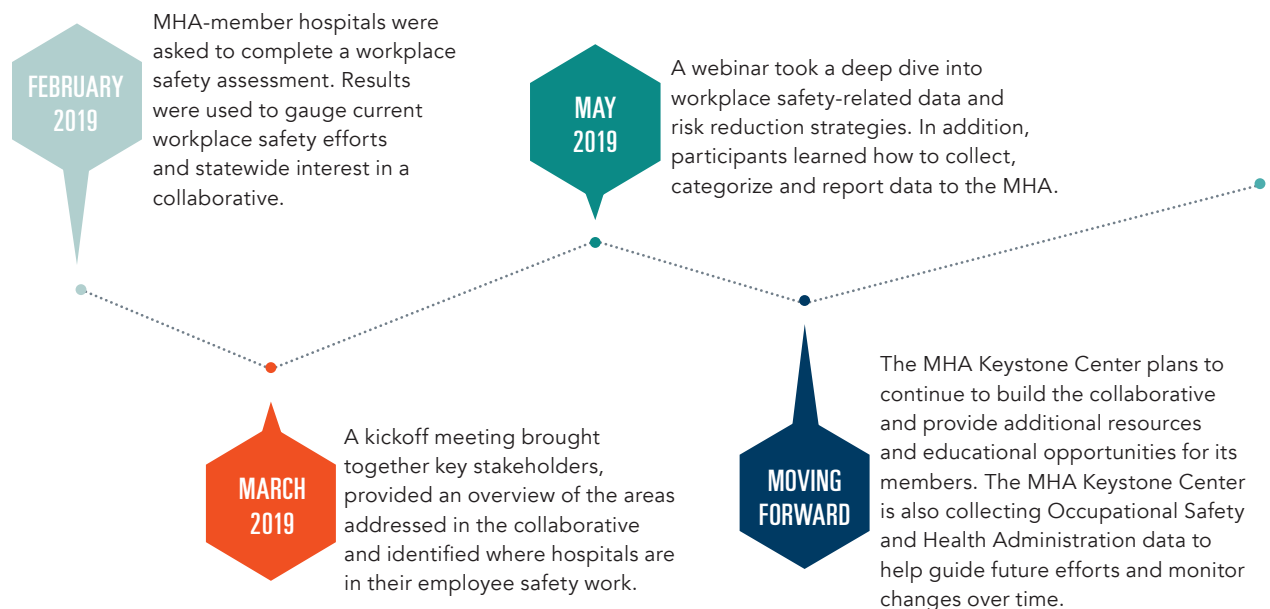 FEBRUARY
2019
MHA-member hospitals were
asked to complete a workplace
safety assessment. Results
were used to gauge current
workplace safety efforts
and statewide interest in a
collaborative.
MARCH
2019
A kickoff meeting brought
together key stakeholders,
provided an overview of the areas
addressed in the collaborative
and identified where hospitals are
in their employee safety work.
MAY
2019
A webinar took a deep dive into
workplace safety-related data and
risk reduction strategies. In addition,
participants learned how to collect,
categorize and report data to the MHA.
MOVING
FORWARD
The MHA Keystone Center plans to
continue to build the collaborative
and provide additional resources
and educational opportunities for its
members. The MHA Keystone Center
is also collecting Occupational Safety
and Health Administration data to
help guide future efforts and monitor
changes over time.